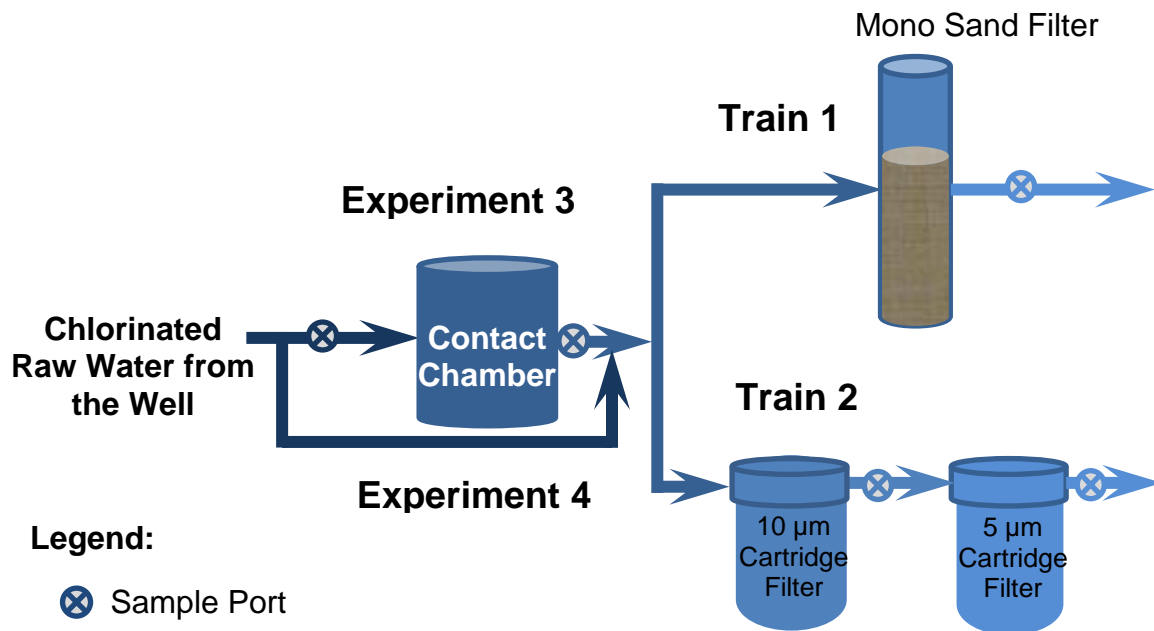 Mono Sand Filter
Train 1
Experiment 3
Chlorinated
Raw Water from
the Well
Contact
Chamber
Train 2
Experiment 4
10 µm
Cartridge
Filter
5 µm
Cartridge
Filter
Legend:
Sample Port